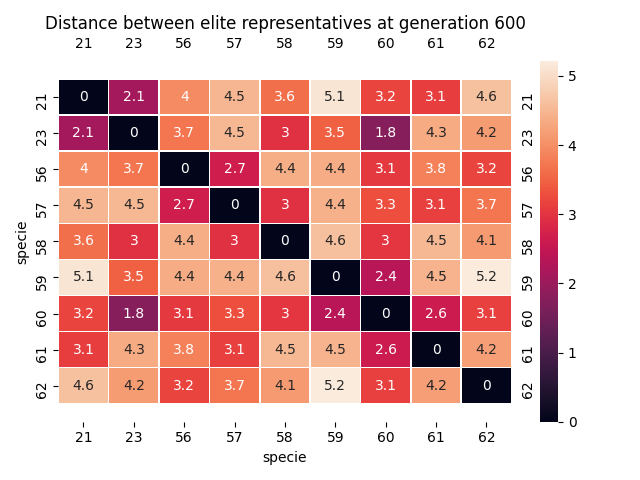 Distance between elite representatives at generation 600
21 23 56 57 58 59 60 61 62
21 0 2.1 4 4.5 3.6 5.1 3.2 3.1 4.6 21
23 2.1 0 3.7 4.5 3 3.5 1.8 4.3 4.2 23
56 4 3.7 0 2.7 4.4 4.4 3.1 3.8 3.2 56
57 4.5 4.5 2.7 0 3 4.4 3.3 3.1 3.7 57
58 3.6 3 4.4 3 0 4.6 3 4.5 4.1 58
59 5.1 3.5 4.4 4.4 4.6 0 2.4 4.5 5.2 59
60 3.2 1.8 3.1 3.3 3 2.4 0 2.6 3.1 60
61 3.1 4.3 3.8 3.1 4.5 4.5 2.6 0 4.2 61
62 4.6 4.2 3.2 3.7 4.1 5.2 3.1 4.2 0 62
21 23 56 57 58 59 60 61 62
specie
specie
5
4
3
2
1
0